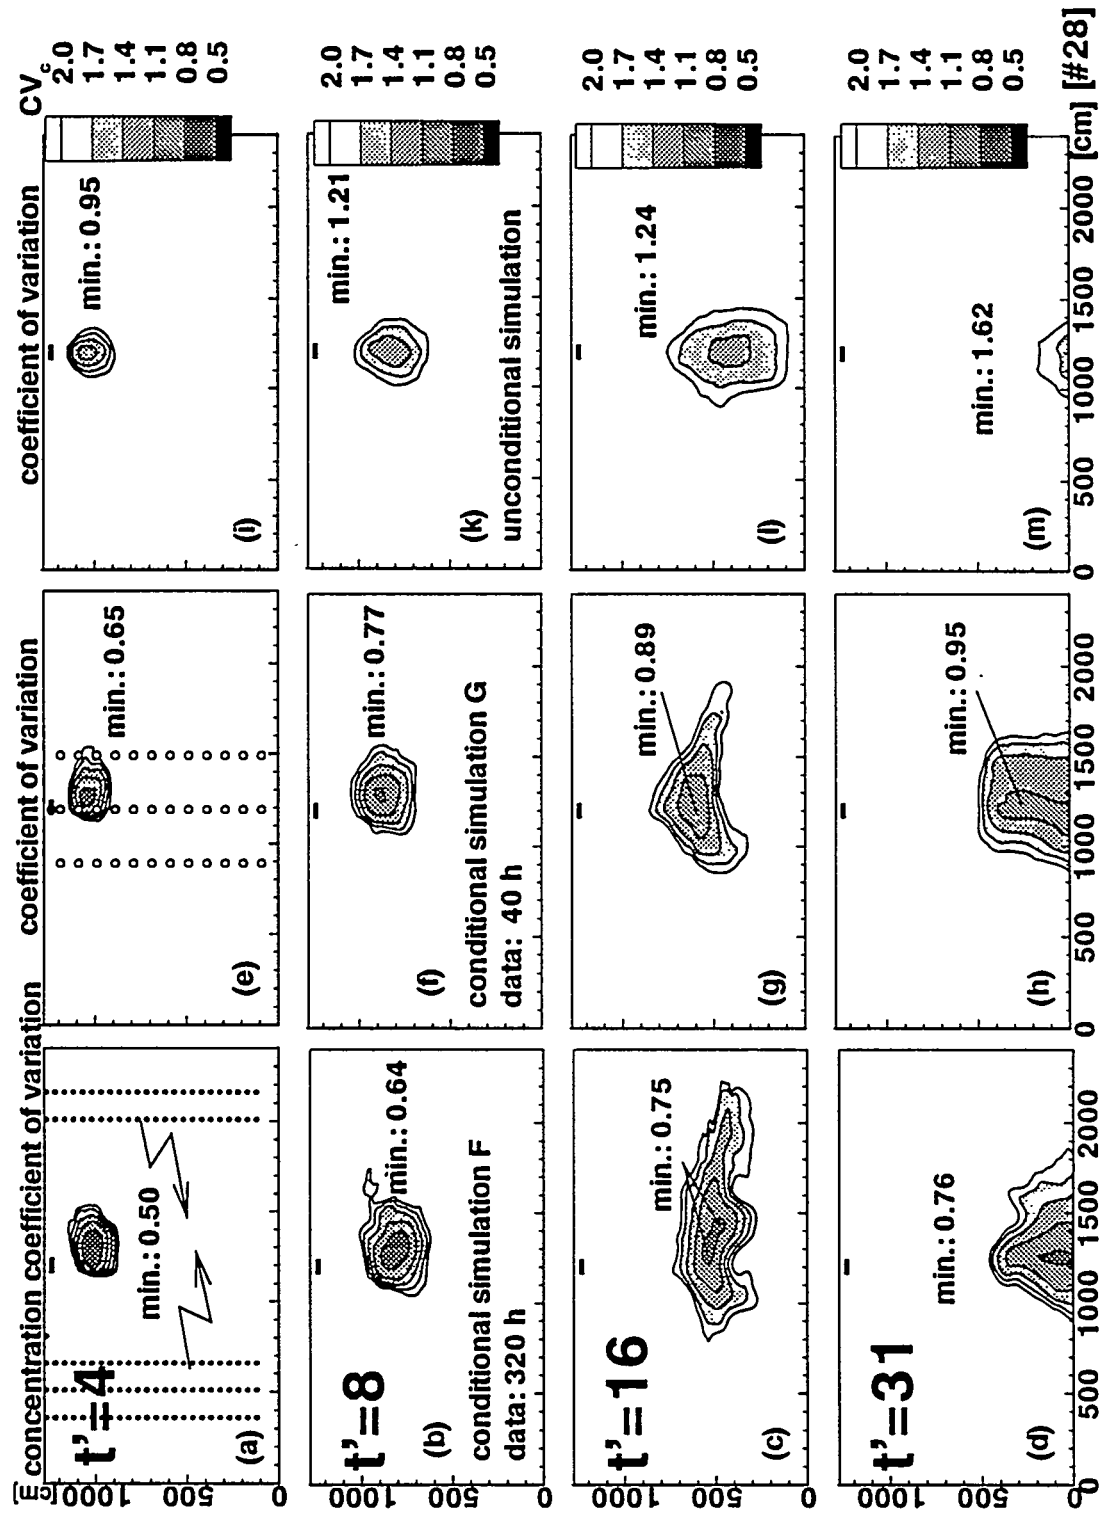 [cm] concentration coefficient of variation
coefficient of variation
coefficient of variation
CVc
t'=4
min.: 0.50
(a)
1000
500
0
min.: 0.65
(e)
min.: 0.95
(i)
2.0
1.7
1.4
1.1
0.8
0.5
t'=8
min.: 0.64
(b)
conditional simulation F
data: 320 h
1000
500
0
min.: 0.77
(f)
conditional simulation G
data: 40 h
min.: 1.21
(k)
unconditional simulation
2.0
1.7
1.4
1.1
0.8
0.5
t'=16
min.: 0.75
(c)
1000
500
0
min.: 0.89
(g)
min.: 1.24
(l)
2.0
1.7
1.4
1.1
0.8
0.5
t'=31
min.: 0.76
(d)
1000
500
0
min.: 0.95
(h)
min.: 1.62
(m)
2.0
1.7
1.4
1.1
0.8
0.5
0 500 1000 1500 2000
0 500 1000 1500 2000
0 500 1000 1500 2000 [cm] [#28]